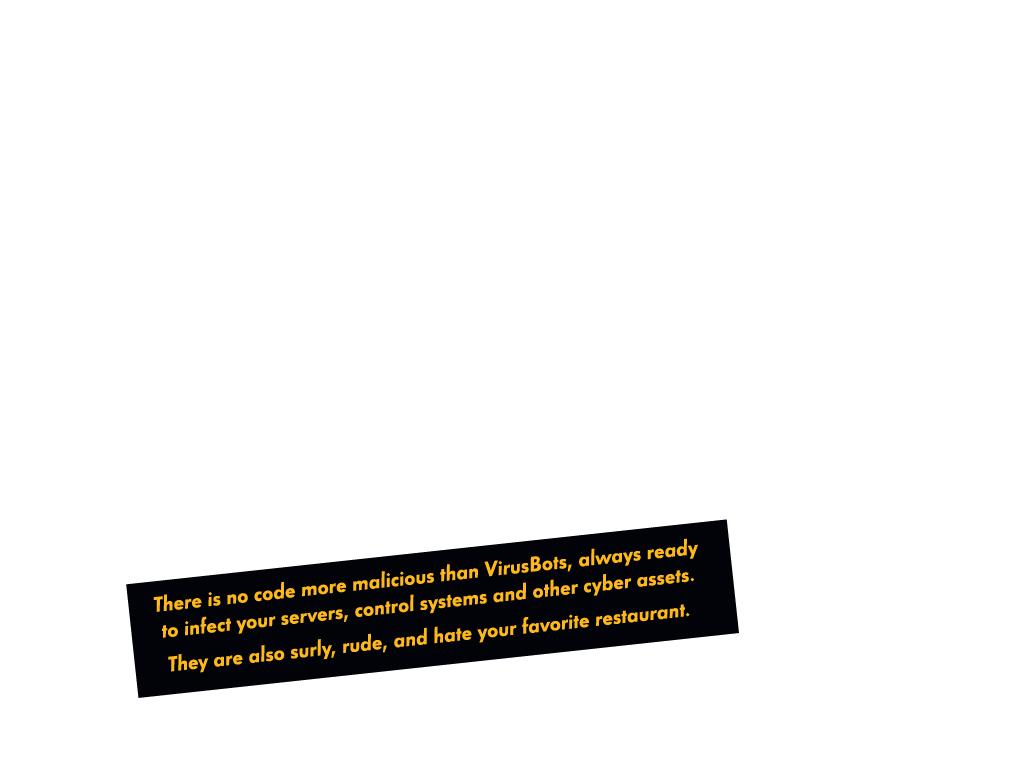 There is no code more malicious than VirusBots, always ready
to infect your servers, control systems and other cyber assets.
They are also surly, rude, and hate your favorite restaurant.